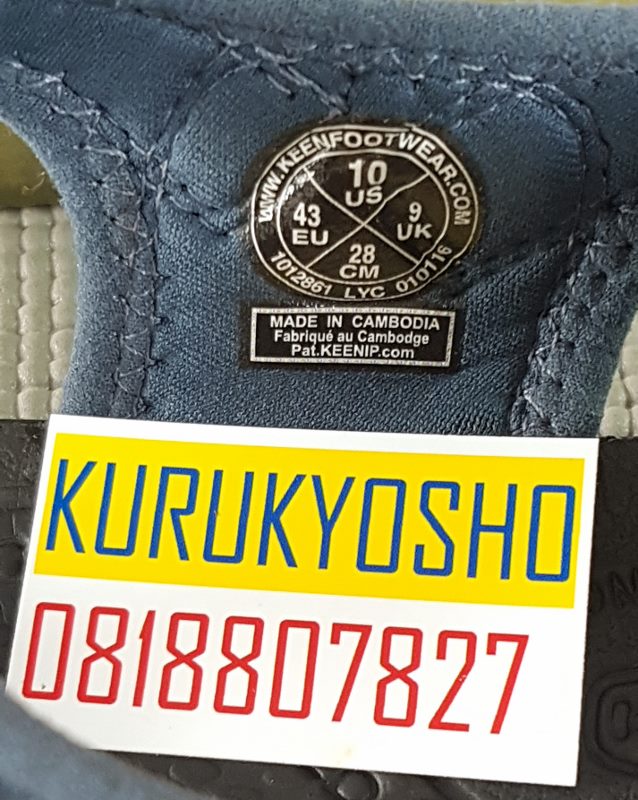 WWW.KEENFOOTWEAR.COM
10
US
43
EU
9
UK
28
CM
1012861 LYC 010116
MADE IN CAMBODIA
Fabriqué au Cambodge
Pat.KEENIP.com
KURUKYOSHO
0818807827